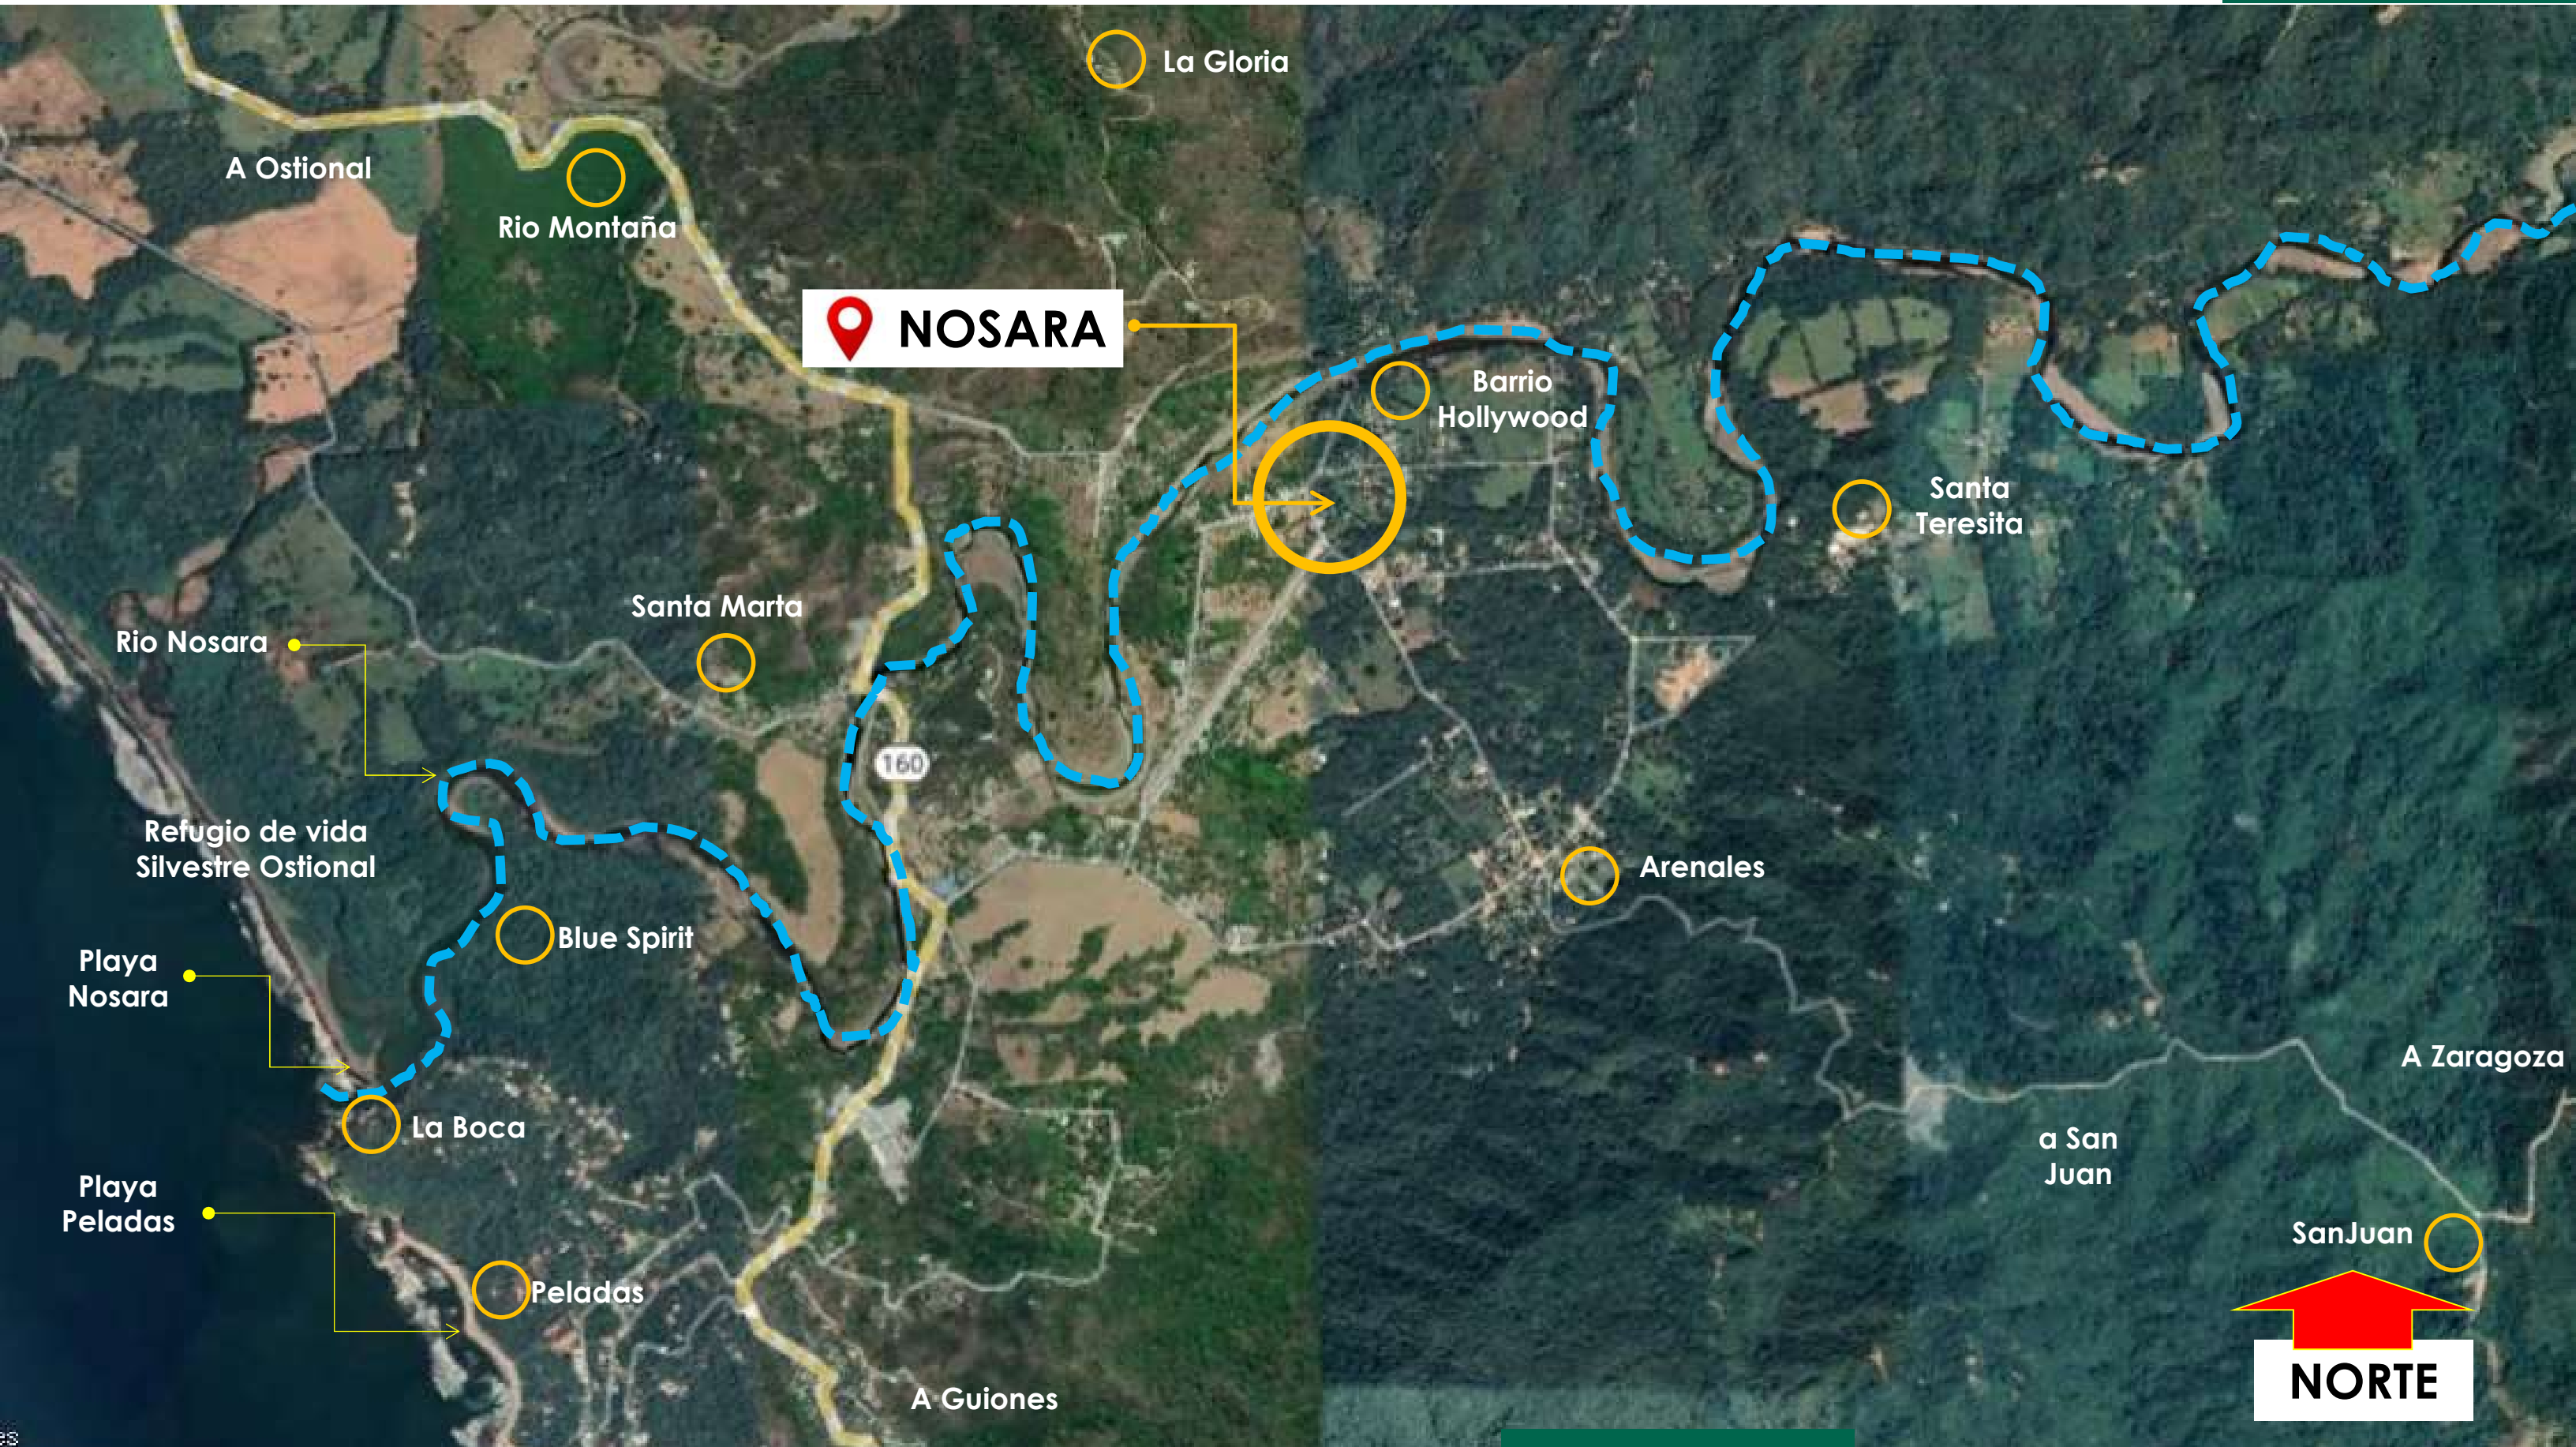 La Gloria
A Ostional
Rio Montaña
NOSARA
Barrio
Hollywood
Santa
Teresita
Santa Marta
Rio Nosara
160
Refugio de vida
Silvestre Ostional
Arenales
Blue Spirit
Playa
Nosara
A Zaragoza
La Boca
a San
Juan
Playa
Peladas
SanJuan
Peladas
NORTE
A Guiones
es